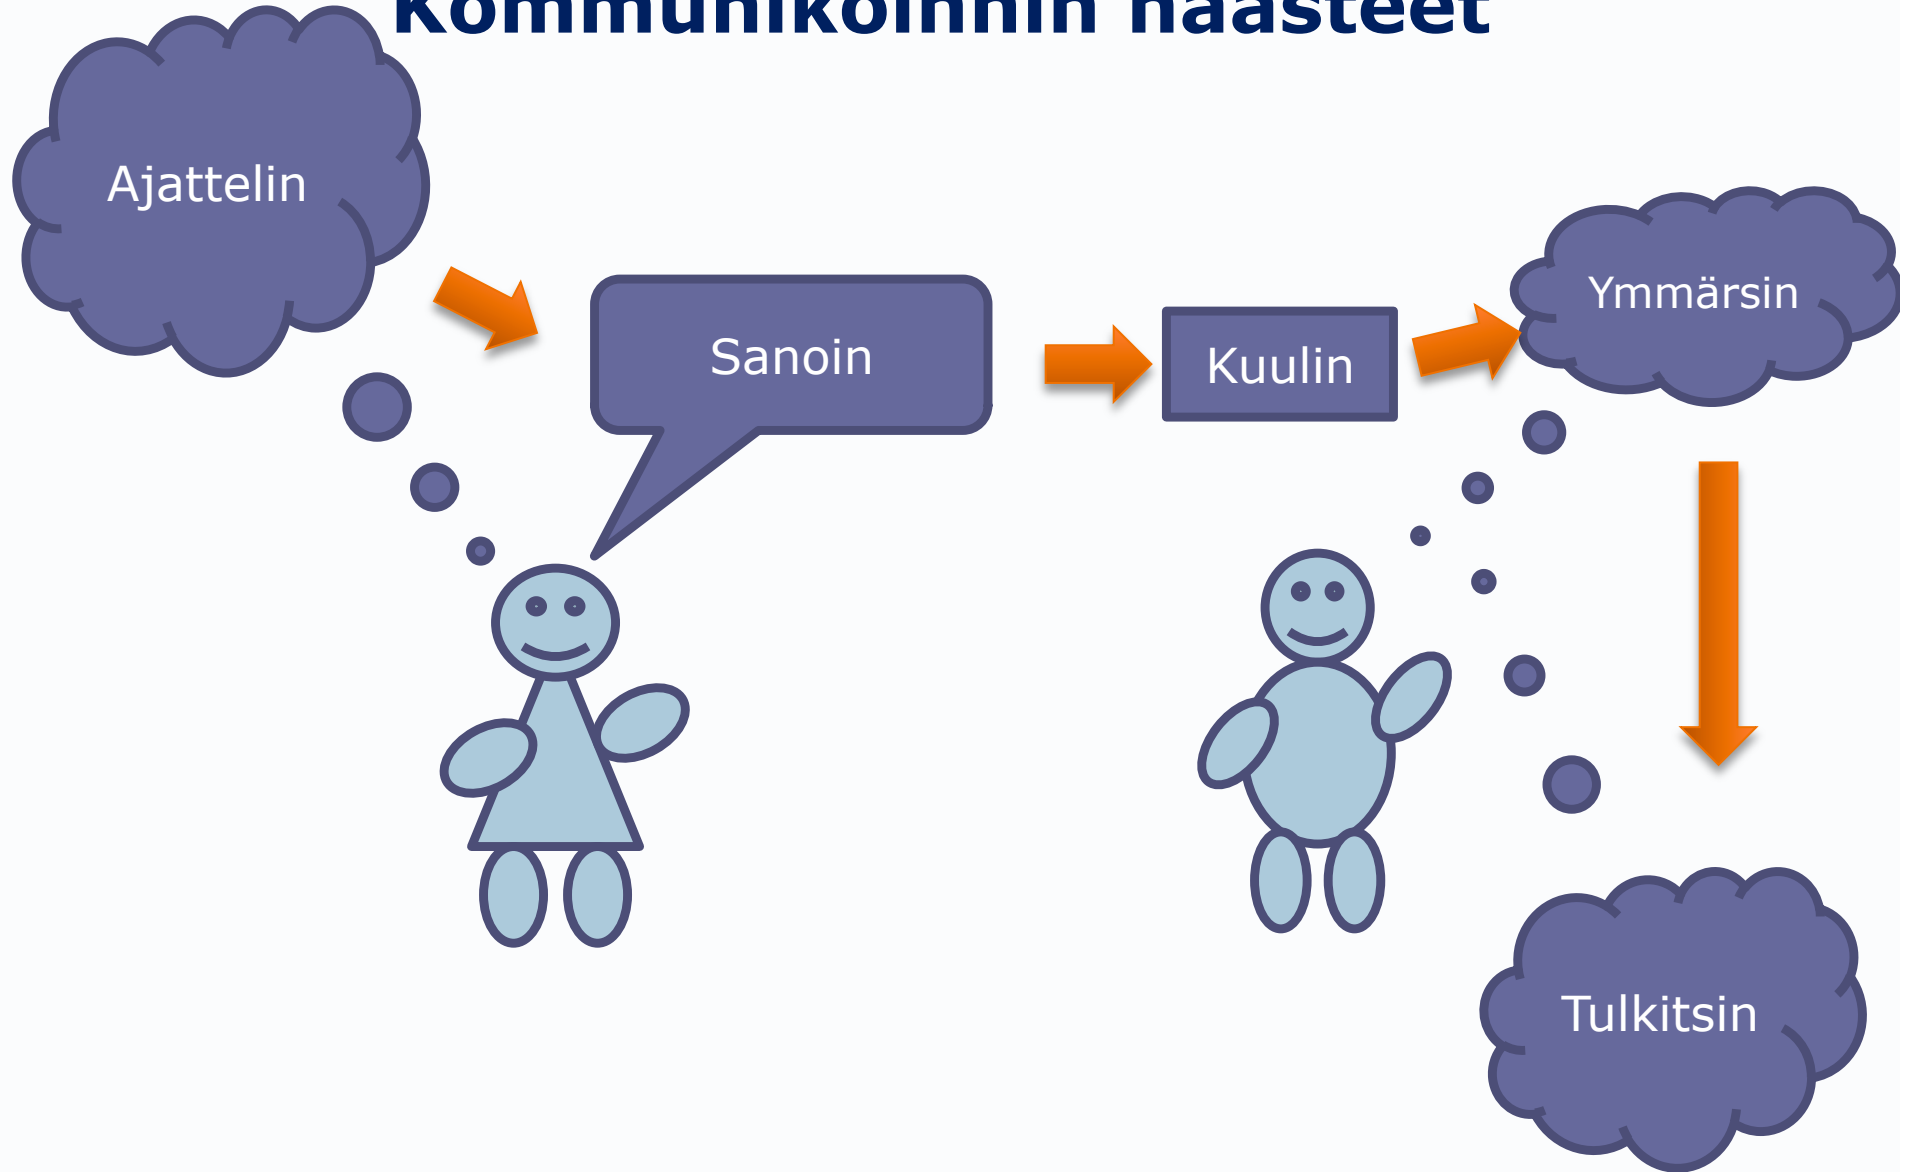 Kommunikoinnin haasteet
Ajattelin
Sanoin
Kuulin
Ymmärsin
Tulkitsin